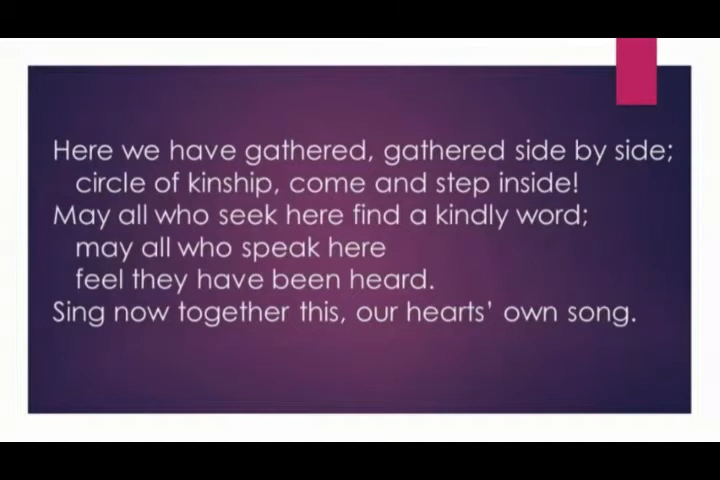 Here we have gathered, gathered side by side;
circle of kinship, come and step inside!
May all who seek here find a kindly word;
may all who speak here
feel they have been heard.
Sing now together this, our hearts’ own song.